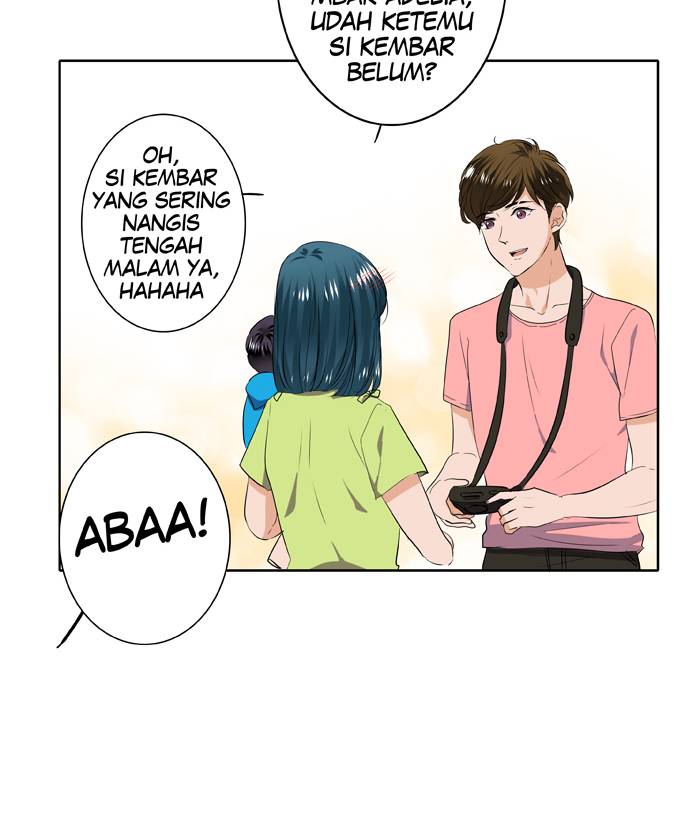 UDAH KETEMU
SI KEMBAR
BELUM?
OH,
SI KEMBAR
YANG SERING
NANGIS
TENGAH
MALAM YA,
HAHAHA
ABAA!